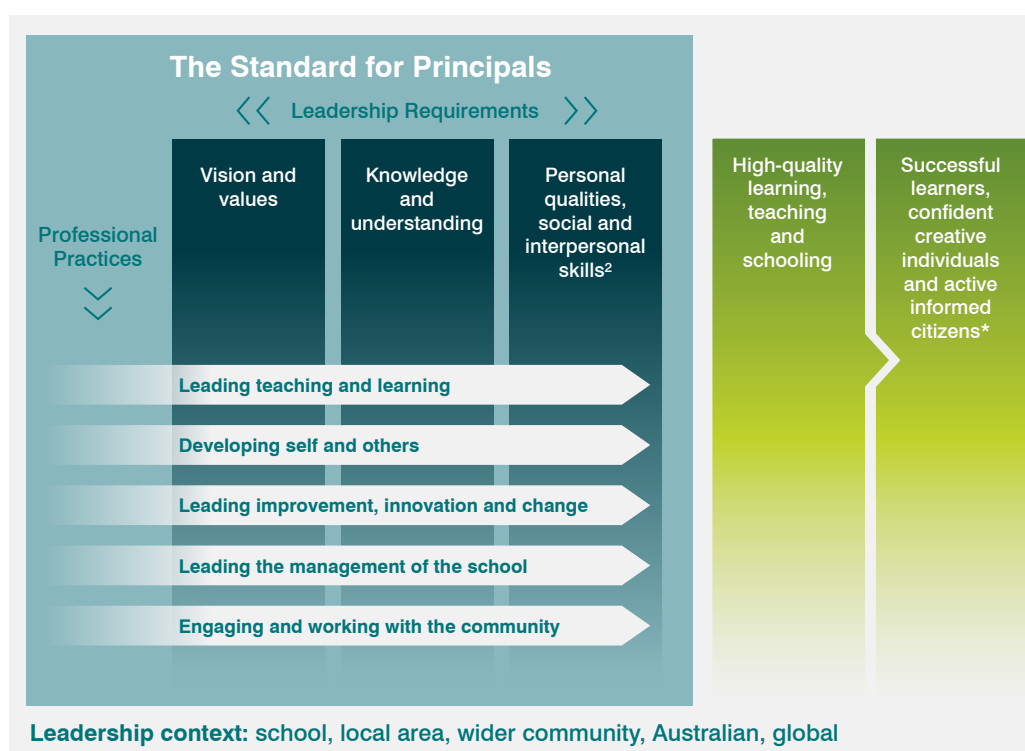 The Standard for Principals
Leadership Requirements
Vision and
values
Knowledge
and
understanding
Personal
qualities,
social and
interpersonal
skills²
High-quality
learning,
teaching
and
schooling
Successful
learners,
confident
creative
individuals
and active
informed
citizens*
Professional
Practices
Leading teaching and learning
Developing self and others
Leading improvement, innovation and change
Leading the management of the school
Engaging and working with the community
Leadership context: school, local area, wider community, Australian, global